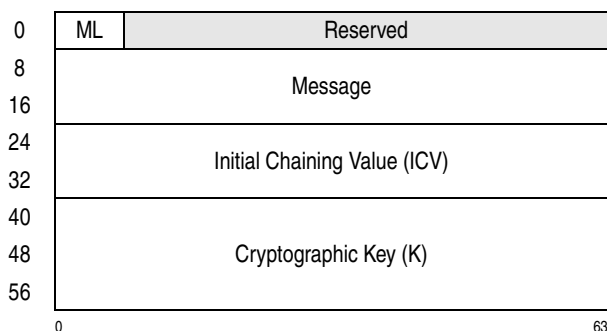 0 ML Reserved
8
Message
16
24
Initial Chaining Value (ICV)
32
40
48 Cryptographic Key (K)
56
0 63